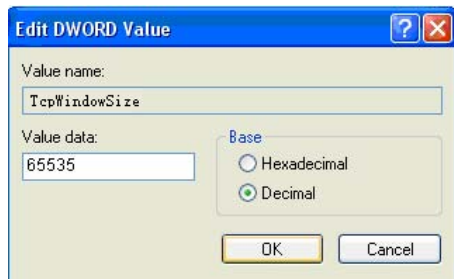 Edit DWORD Value
Value name:
TcpWindowSize
Value data:
65535
Base
Hexadecimal
Decimal
OK
Cancel